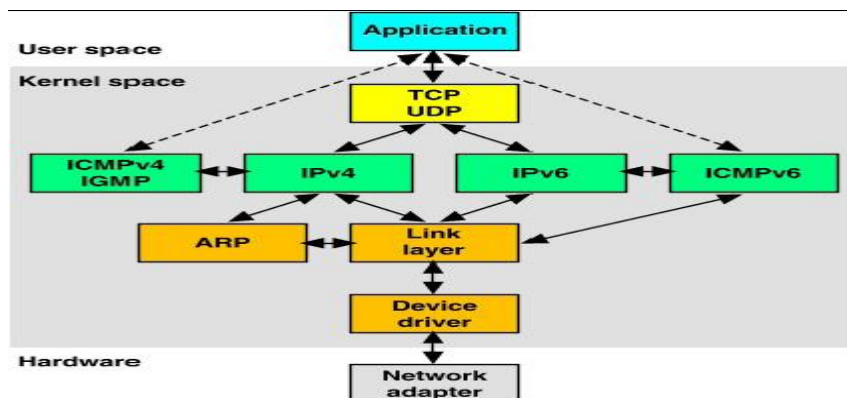 Application
User space
Kernel space
TCP
UDP
ICMPv4
IGMP
IPv4
IPv6
ICMPv6
ARP
Link
layer
Device
driver
Hardware
Network
adapter